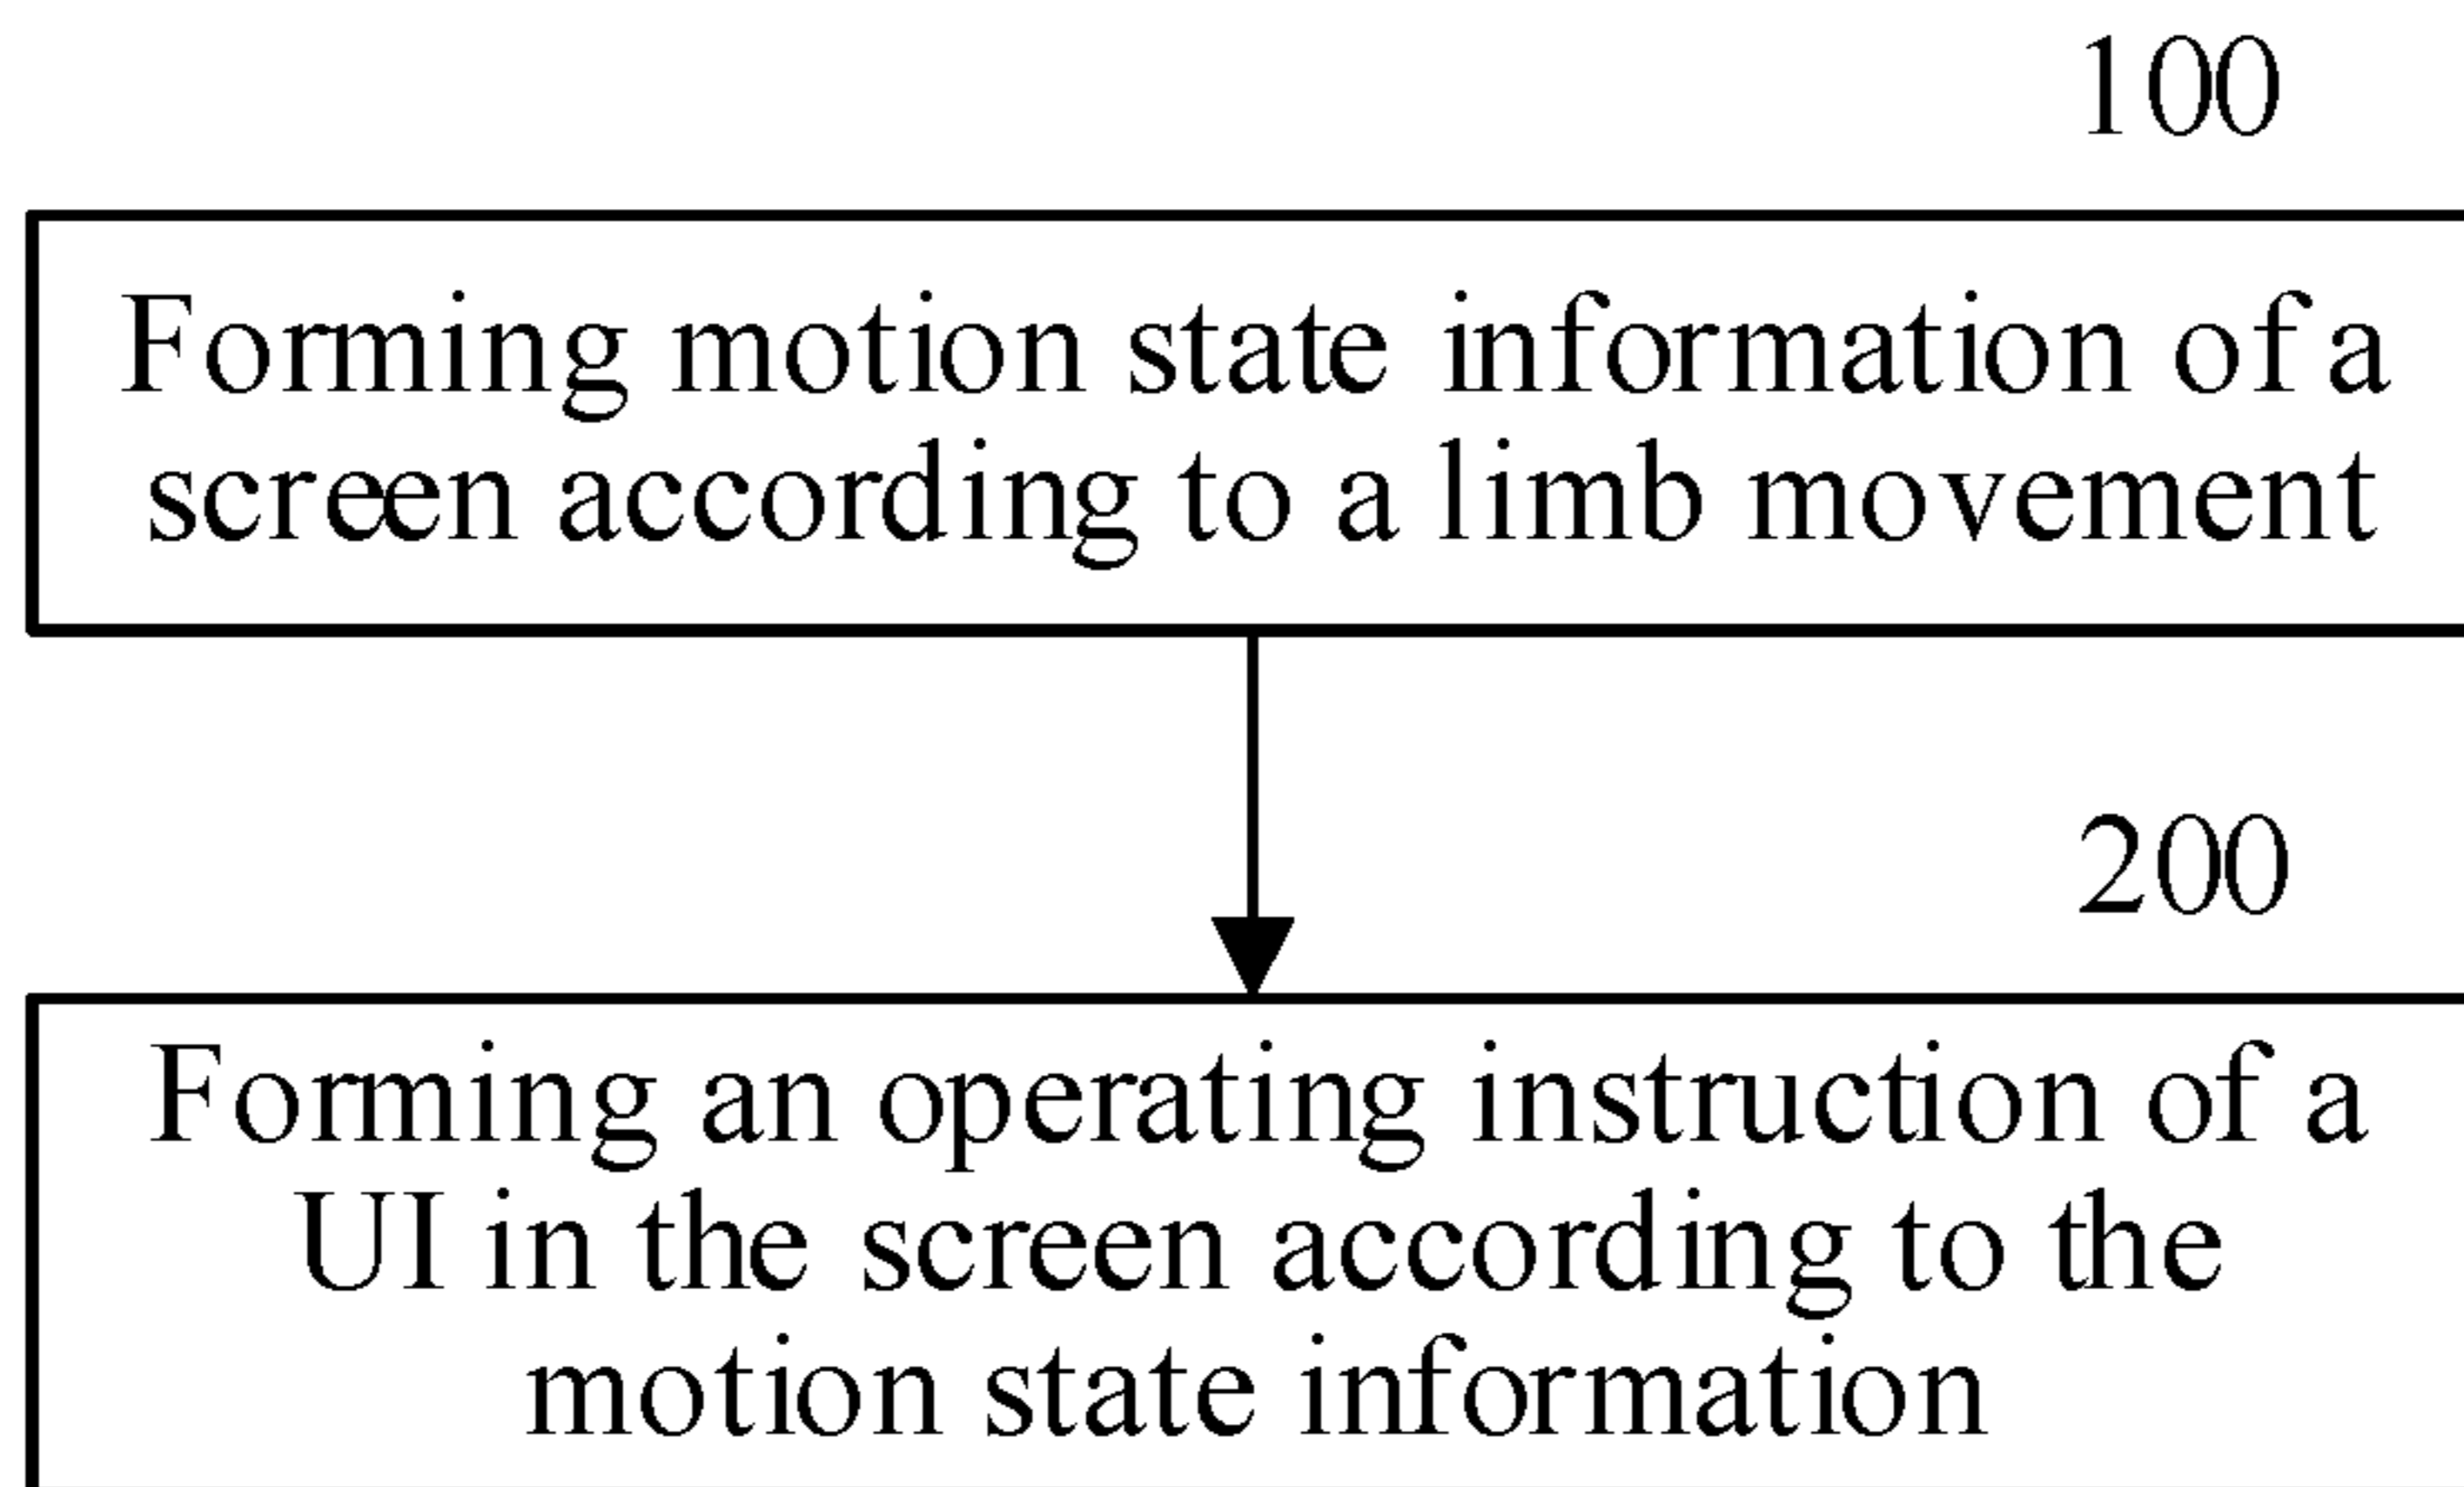 100
Forming motion state information of a
screen according to a limb movement
200
Forming an operating instruction of a
UI in the screen according to the
motion state information